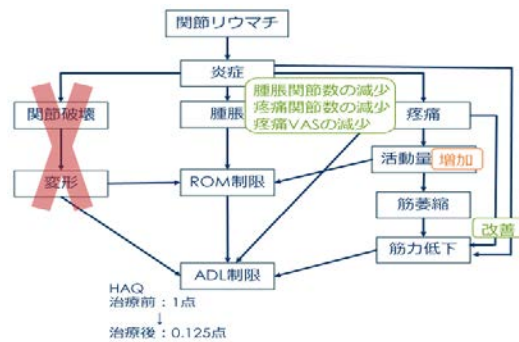 関節リウマチ
炎症
腫脹関節数の減少
疼痛関節数の減少
疼痛VASの減少
関節破壊
腫脹
疼痛
活動量
増加
変形
ROM制限
筋萎縮
改善
筋力低下
ADL制限
HAQ
治療前：1点
↓
治療後：0.125点